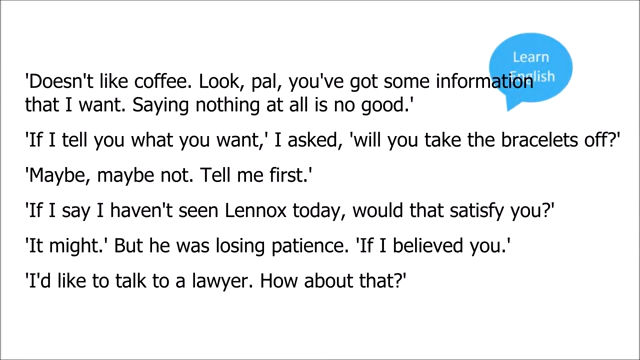 Learn
English
'Doesn't like coffee. Look, pal, you've got some information
that I want. Saying nothing at all is no good.'
'If I tell you what you want,' I asked, 'will you take the bracelets off?'
'Maybe, maybe not. Tell me first.'
'If I say I haven't seen Lennox today, would that satisfy you?'
'It might.' But he was losing patience. 'If I believed you.'
'I'd like to talk to a lawyer. How about that?'